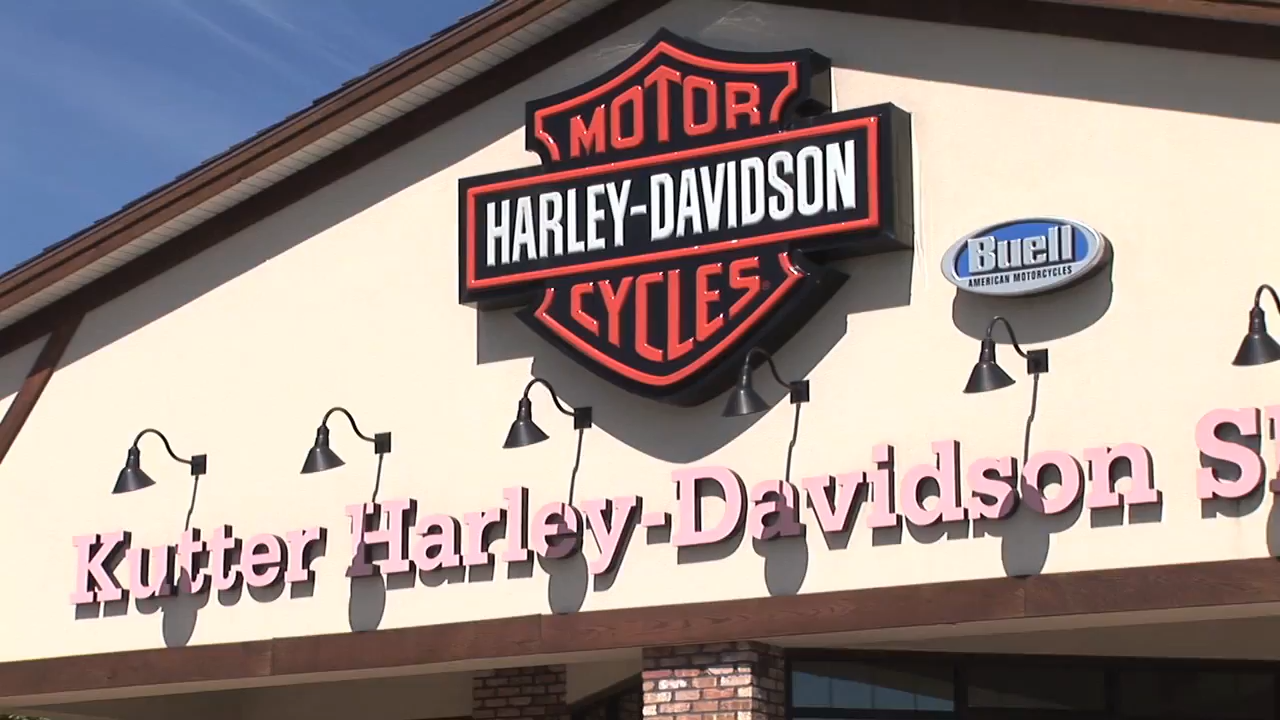 MOTOR
HARLEY-DAVIDSON
CYCLES
Buell
AMERICAN MOTORCYCLES
Kutter Harley-Davidson S